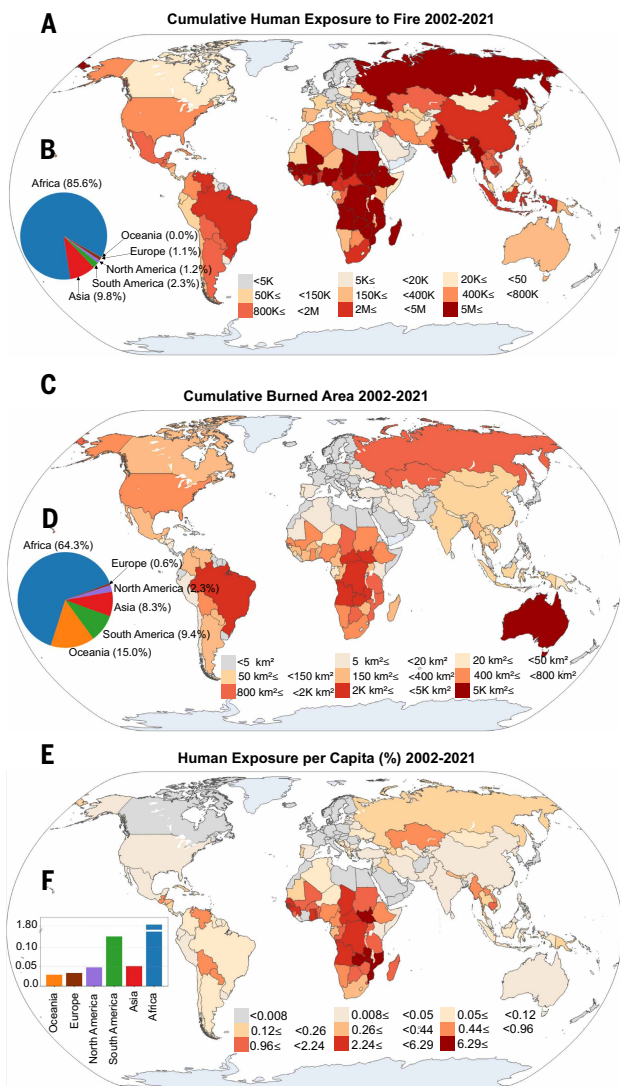 A
Cumulative Human Exposure to Fire 2002-2021
B
Africa (85.6%)
Oceania (0.0%)
Europe (1.1%)
North America (1.2%)
South America (2.3%)
Asia (9.8%)
<5K 5K≤ <20K 20K≤ <50
50K≤ <150K 150K≤ <400K 400K≤ <800K
800K≤ <2M 2M≤ <5M 5M≤
C
Cumulative Burned Area 2002-2021
D
Africa (64.3%)
Europe (0.6%)
North America (2.3%)
Asia (8.3%)
South America (9.4%)
Oceania (15.0%)
<5 km² 5 km²≤ <20 km² 20 km²≤ <50 km²
50 km²≤ <150 km² 150 km²≤ <400 km² 400 km²≤ <800 km²
800 km²≤ <2K km² 2K km²≤ <5K km² 5K km²≤
E
Human Exposure per Capita (%) 2002-2021
F
1.80
0.10
0.05
0.0
Oceania
Europe
North America
South America
Asia
Africa
<0.008 0.008≤ <0.05 0.05≤ <0.12
0.12≤ <0.26 0.26≤ <0.44 0.44≤ <0.96
0.96≤ <2.24 2.24≤ <6.29 6.29≤